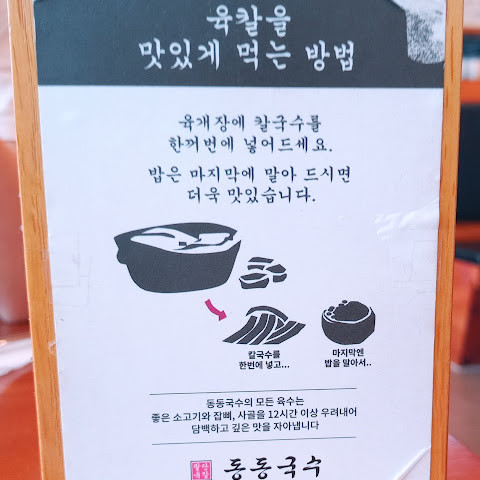 육칼을
맛있게 먹는 방법
육개장에 칼국수를
한꺼번에 넣어드세요.
밥은 마지막에 말아 드시면
더욱 맛있습니다.
칼국수를
한번에 넣고...
마지막엔
밥을 말아서..
동등국수의 모든 육수는
좋은 소고기와 잡뼈, 사골을 12시간 이상 우려내어
담백하고 깊은 맛을 자아냅니다
동동국수